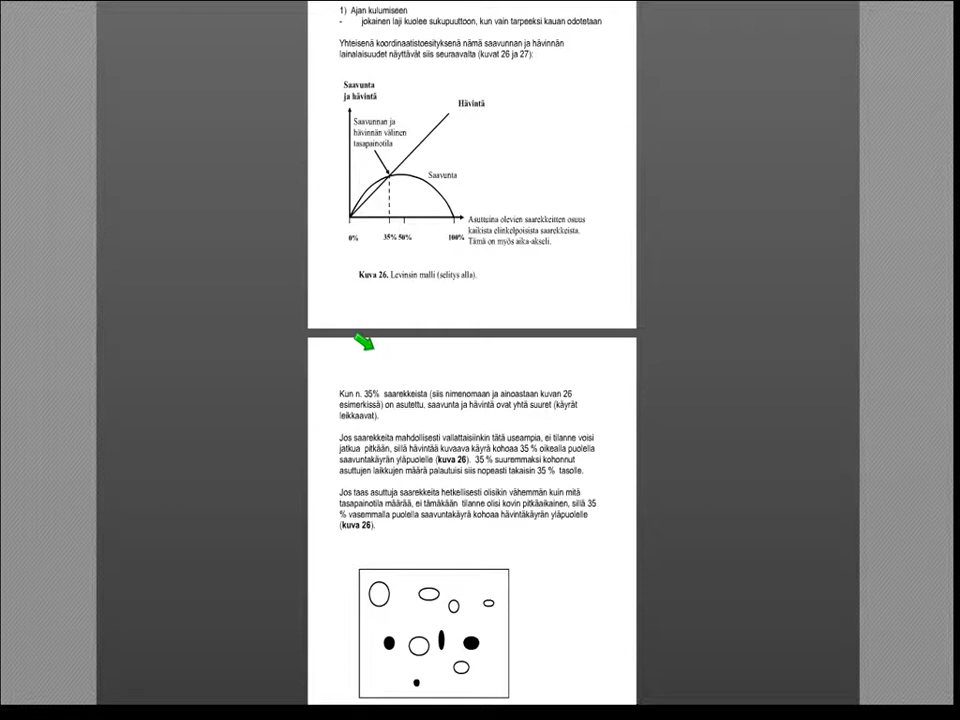 1) Ajan kulumiseen
- jokainen laji kuolee sukupuuttoon, kun vain tarpeeksi kauan odotetaan
Yhteisenä koordinaatistoesityksenä nämä saavunnan ja hävinnän
lainalaisuudet näyttävät siis seuraavalta (kuvat 26 ja 27):
Saavunta
ja hävintä
Hävintä
Saavunnan ja
hävinnän välinen
tasapainotila
Saavunta
Asuttuina olevien saarekkeitten osuus
kaikista elinkelpoisista saarekkeista.
Tämä on myös aika-akseli.
0% 35% 50% 100%
Kuva 26. Levinsin malli (selitys alla).
Kun n. 35% saarekkeista (siis nimenomaan ja ainoastaan kuvan 26
esimerkissä) on asutettu, saavunta ja hävintä ovat yhtä suuret (käyrät
leikkaavat).
Jos saarekkeita mahdollisesti vallattaisiinkin tätä useampia, ei tilanne voisi
jatkua pitkään, sillä hävintää kuvaava käyrä kohoaa 35 % oikealla puolella
saavuntakäyrän yläpuolelle (kuva 26). 35 % suuremmaksi kohonnut
asuttujen laikkujen määrä palautuisi siis nopeasti takaisin 35 % tasolle.
Jos taas asuttuja saarekkeita hetkellisesti olisikin vähemmän kuin mitä
tasapainotila määrää, ei tämäkään tilanne olisi kovin pitkäaikainen, sillä 35
% vasemmalla puolella saavuntakäyrä kohoaa hävintäkäyrän yläpuolelle
(kuva 26).